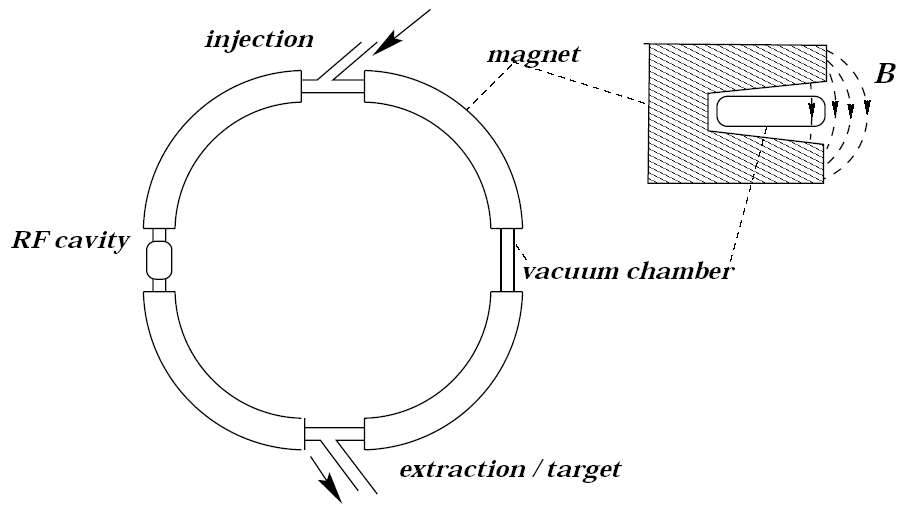 injection
magnet
B
RF cavity
vacuum chamber
extraction / target